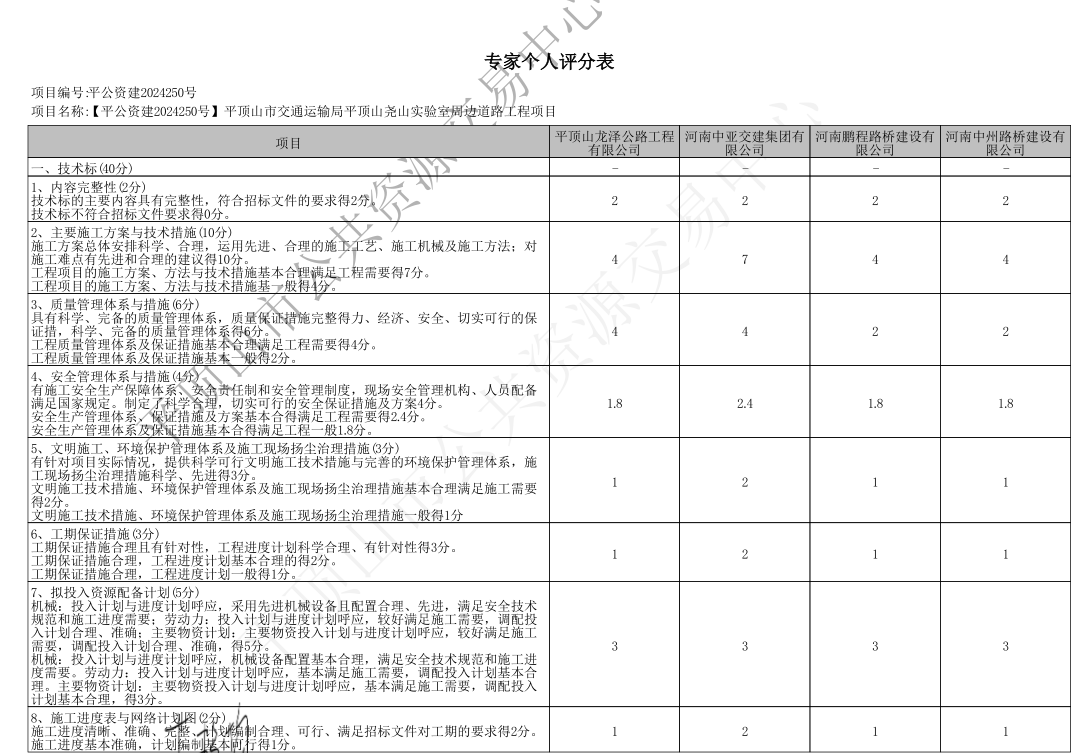 专家个人评分表
项目编号:平公资建2024250号
项目名称:【平公资建2024250号】平顶山市交通运输局平顶山尧山实验室周边道路工程项目
项目
平顶山龙泽公路工程
有限公司
河南中亚交建集团有
限公司
河南鹏程路桥建设有
限公司
河南中州路桥建设有
限公司
一、技术标(40分)
- - - -
1、内容完整性(2分)
技术标的主要内容具有完整性，符合招标文件的要求得2分。
技术标不符合招标文件要求得0分。
2 2 2 2
2、主要施工方案与技术措施(10分)
施工方案总体安排科学、合理，运用先进、合理的施工工艺、施工机械及施工方法；对
施工难点有先进和合理的建议得10分。
工程项目的施工方案、方法与技术措施基本合理满足工程需要得7分。
工程项目的施工方案、方法与技术措施基一般得4分。
4 7 4 4
3、质量管理体系与措施(6分)
具有科学、完备的质量管理体系，质量保证措施完整得力、经济、安全、切实可行的保
证措，科学、完备的质量管理体系得6分。
工程质量管理体系及保证措施基本合理满足工程需要得4分。
工程质量管理体系及保证措施基本一般得2分。
4 4 2 2
4、安全管理体系与措施(4分)
有施工安全生产保障体系、安全责任制和安全管理制度，现场安全管理机构、人员配备
满足国家规定。制定了科学合理，切实可行的安全保证措施及方案4分。
安全生产管理体系、保证措施及方案基本合得满足工程需要得2.4分。
安全生产管理体系及保证措施基本合得满足工程一般1.8分。
1.8 2.4 1.8 1.8
5、文明施工、环境保护管理体系及施工现场扬尘治理措施(3分)
有针对项目实际情况，提供科学可行文明施工技术措施与完善的环境保护管理体系，施
工现场扬尘治理措施科学、先进得3分。
文明施工技术措施、环境保护管理体系及施工现场扬尘治理措施基本合理满足施工需要
得2分。
文明施工技术措施、环境保护管理体系及施工现场扬尘治理措施一般得1分
1 2 1 1
6、工期保证措施(3分)
工期保证措施合理且有针对性，工程进度计划科学合理、有针对性得3分。
工期保证措施合理，工程进度计划基本合理的得2分。
工期保证措施合理，工程进度计划一般得1分。
1 2 1 1
7、拟投入资源配备计划(5分)
机械：投入计划与进度计划呼应，采用先进机械设备且配置合理、先进，满足安全技术
规范和施工进度需要；劳动力：投入计划与进度计划呼应，较好满足施工需要，调配投
入计划合理、准确；主要物资计划：主要物资投入计划与进度计划呼应，较好满足施工
需要，调配投入计划合理、准确，得5分。
机械：投入计划与进度计划呼应，机械设备配置基本合理，满足安全技术规范和施工进
度需要。劳动力：投入计划与进度计划呼应，基本满足施工需要，调配投入计划基本合
理。主要物资计划：主要物资投入计划与进度计划呼应，基本满足施工需要，调配投入
计划基本合理，得3分。
3 3 3 3
8、施工进度表与网络计划图(2分)
施工进度清晰、准确、完整、计划编制合理、可行、满足招标文件对工期的要求得2分。
施工进度基本准确，计划编制基本可行得1分。
1 2 1 1
平顶山市公共资源交易中心
平顶山市公共资源交易中心